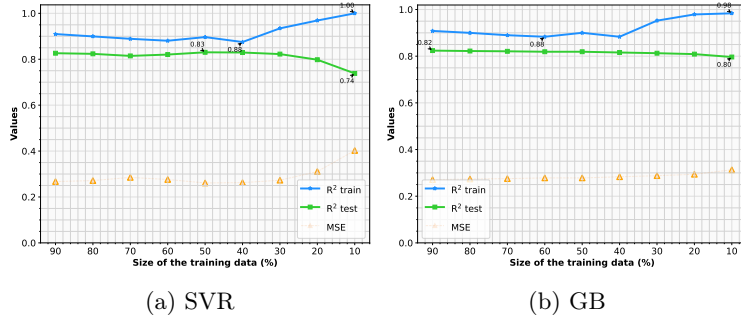 1.00
1.0
0.83
0.88
0.8
0.74
0.6
Values
0.4
0.2
R² train
R² test
MSE
0.0
90 80 70 60 50 40 30 20 10
Size of the training data (%)
(a) SVR
0.98
1.0
0.82
0.88
0.8
0.80
0.6
Values
0.4
0.2
R² train
R² test
MSE
0.0
90 80 70 60 50 40 30 20 10
Size of the training data (%)
(b) GB